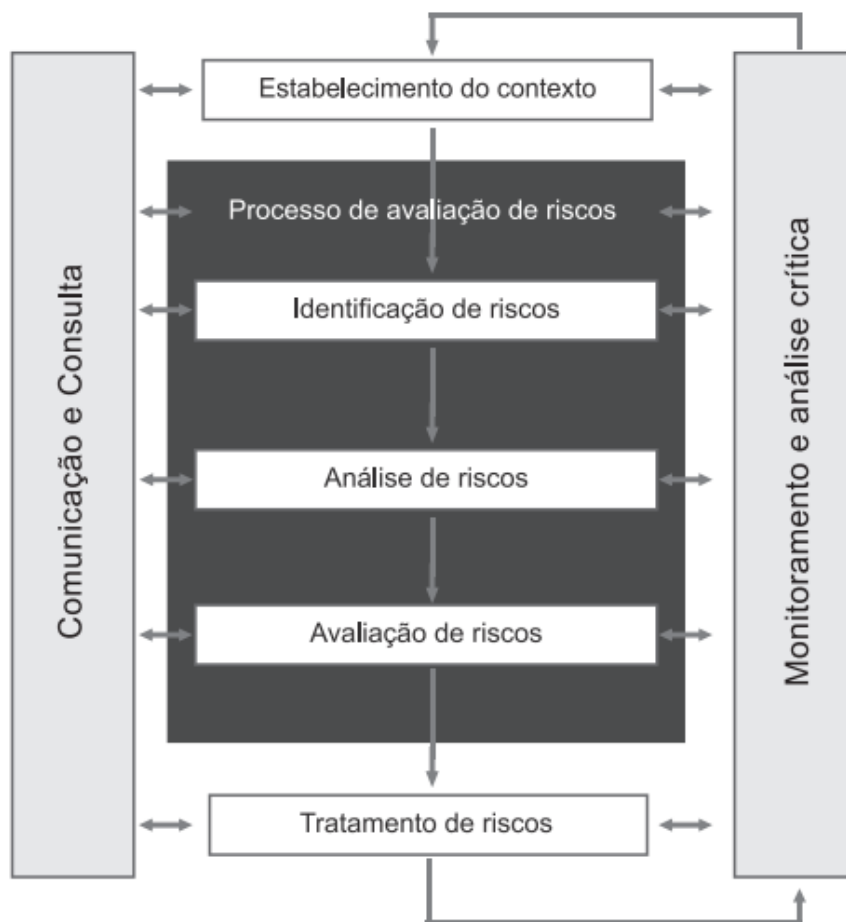 Estabelecimento do contexto
Processo de avaliação de riscos
Identificação de riscos
Análise de riscos
Avaliação de riscos
Tratamento de riscos
Comunicação e Consulta
Monitoramento e análise crítica